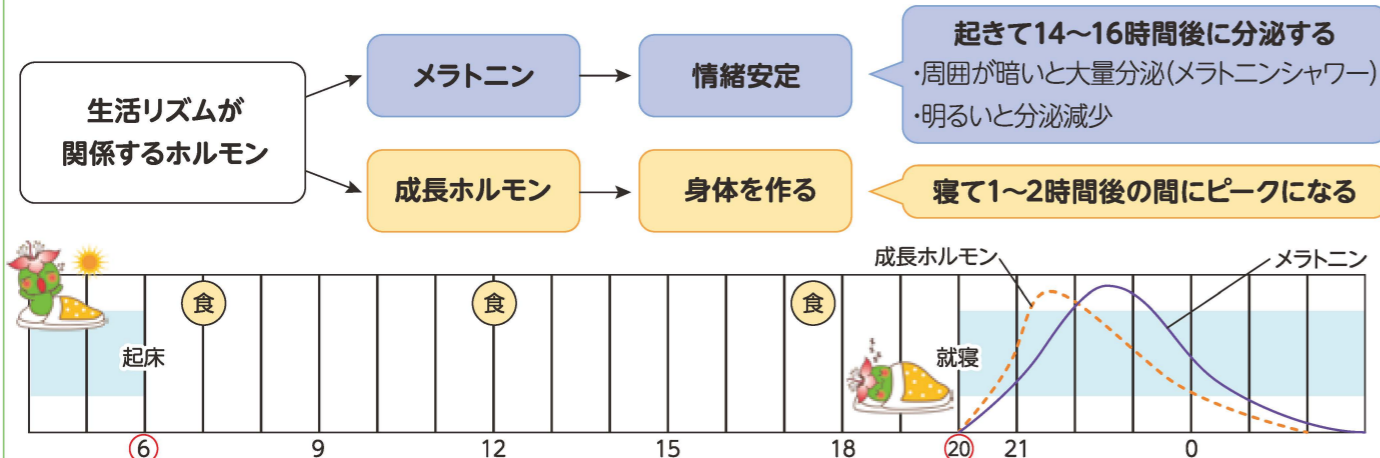 生活リズムが
関係するホルモン
メラトニン
情緒安定
起きて14〜16時間後に分泌する
・周囲が暗いと大量分泌(メラトニンシャワー)
・明るいと分泌減少
成長ホルモン
身体を作る
寝て1〜2時間後の間にピークになる
成長ホルモン
メラトニン
食
食
食
起床
就寝
6
9
12
15
18
20
21
0